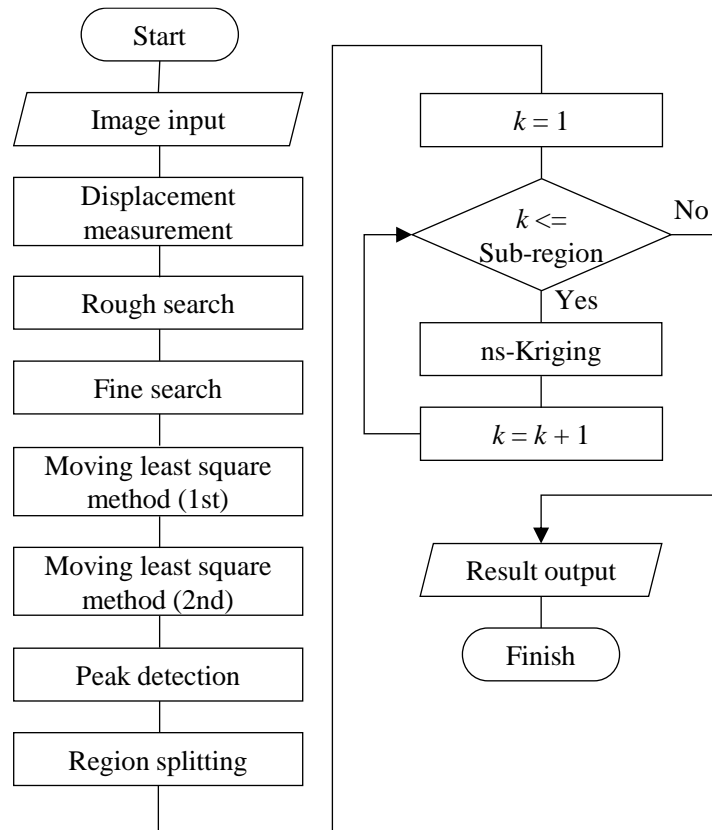 Start
Image input
Displacement
measurement
Rough search
Fine search
Moving least square
method (1st)
Moving least square
method (2nd)
Peak detection
Region splitting
k = 1
k <=
Sub-region
No
Yes
ns-Kriging
k = k + 1
Result output
Finish